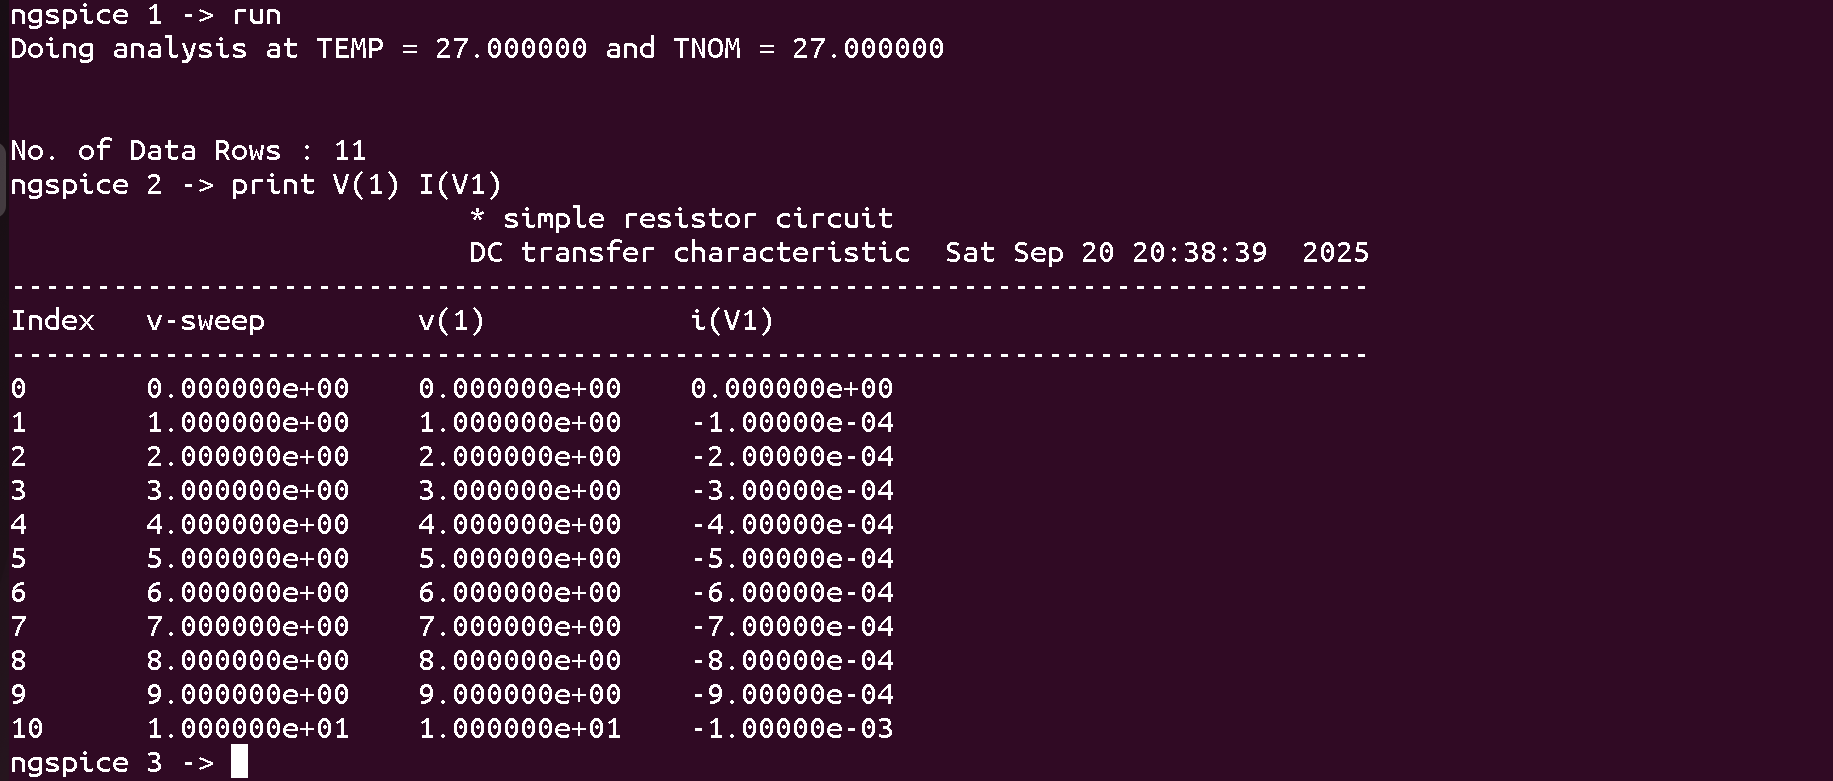 ngspice 1 -> run
Doing analysis at TEMP = 27.000000 and TNOM = 27.000000
No. of Data Rows : 11
ngspice 2 -> print V(1) I(V1)
* simple resistor circuit
DC transfer characteristic  Sat Sep 20 20:38:39  2025
--------------------------------------------------------------------------------
Index   v-sweep         v(1)            i(V1)
--------------------------------------------------------------------------------
0       0.000000e+00    0.000000e+00    0.000000e+00
1       1.000000e+00    1.000000e+00    -1.00000e-04
2       2.000000e+00    2.000000e+00    -2.00000e-04
3       3.000000e+00    3.000000e+00    -3.00000e-04
4       4.000000e+00    4.000000e+00    -4.00000e-04
5       5.000000e+00    5.000000e+00    -5.00000e-04
6       6.000000e+00    6.000000e+00    -6.00000e-04
7       7.000000e+00    7.000000e+00    -7.00000e-04
8       8.000000e+00    8.000000e+00    -8.00000e-04
9       9.000000e+00    9.000000e+00    -9.00000e-04
10      1.000000e+01    1.000000e+01    -1.00000e-03
ngspice 3 ->